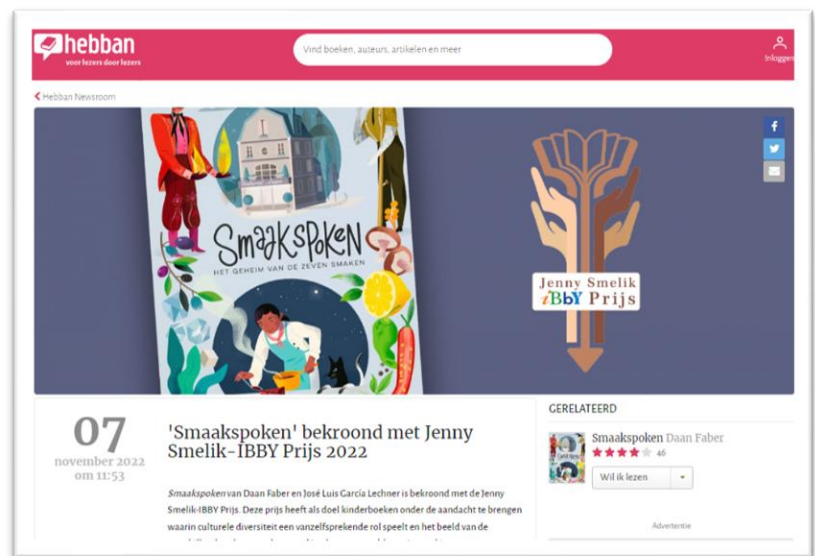 hebban
voor lezers door lezers
Vind boeken, auteurs, artikelen en meer
Inloggen
Hebban Newsroom
SMaakSPoKeN
HET GEHEIM VAN DE ZEVEN SMAKEN
Jenny Smelik
iBbY Prijs
07
november 2022
om 11:53
'Smaakspoken' bekroond met Jenny
Smelik-IBBY Prijs 2022
Smaakspoken van Daan Faber en José Luis García Lechner is bekroond met de Jenny
Smelik-IBBY Prijs. Deze prijs heeft als doel kinderboeken onder de aandacht te brengen
waarin culturele diversiteit een vanzelfsprekende rol speelt en het beeld van de
GERELATEERD
Smaakspoken Daan Faber
46
Wil ik lezen
Advertentie